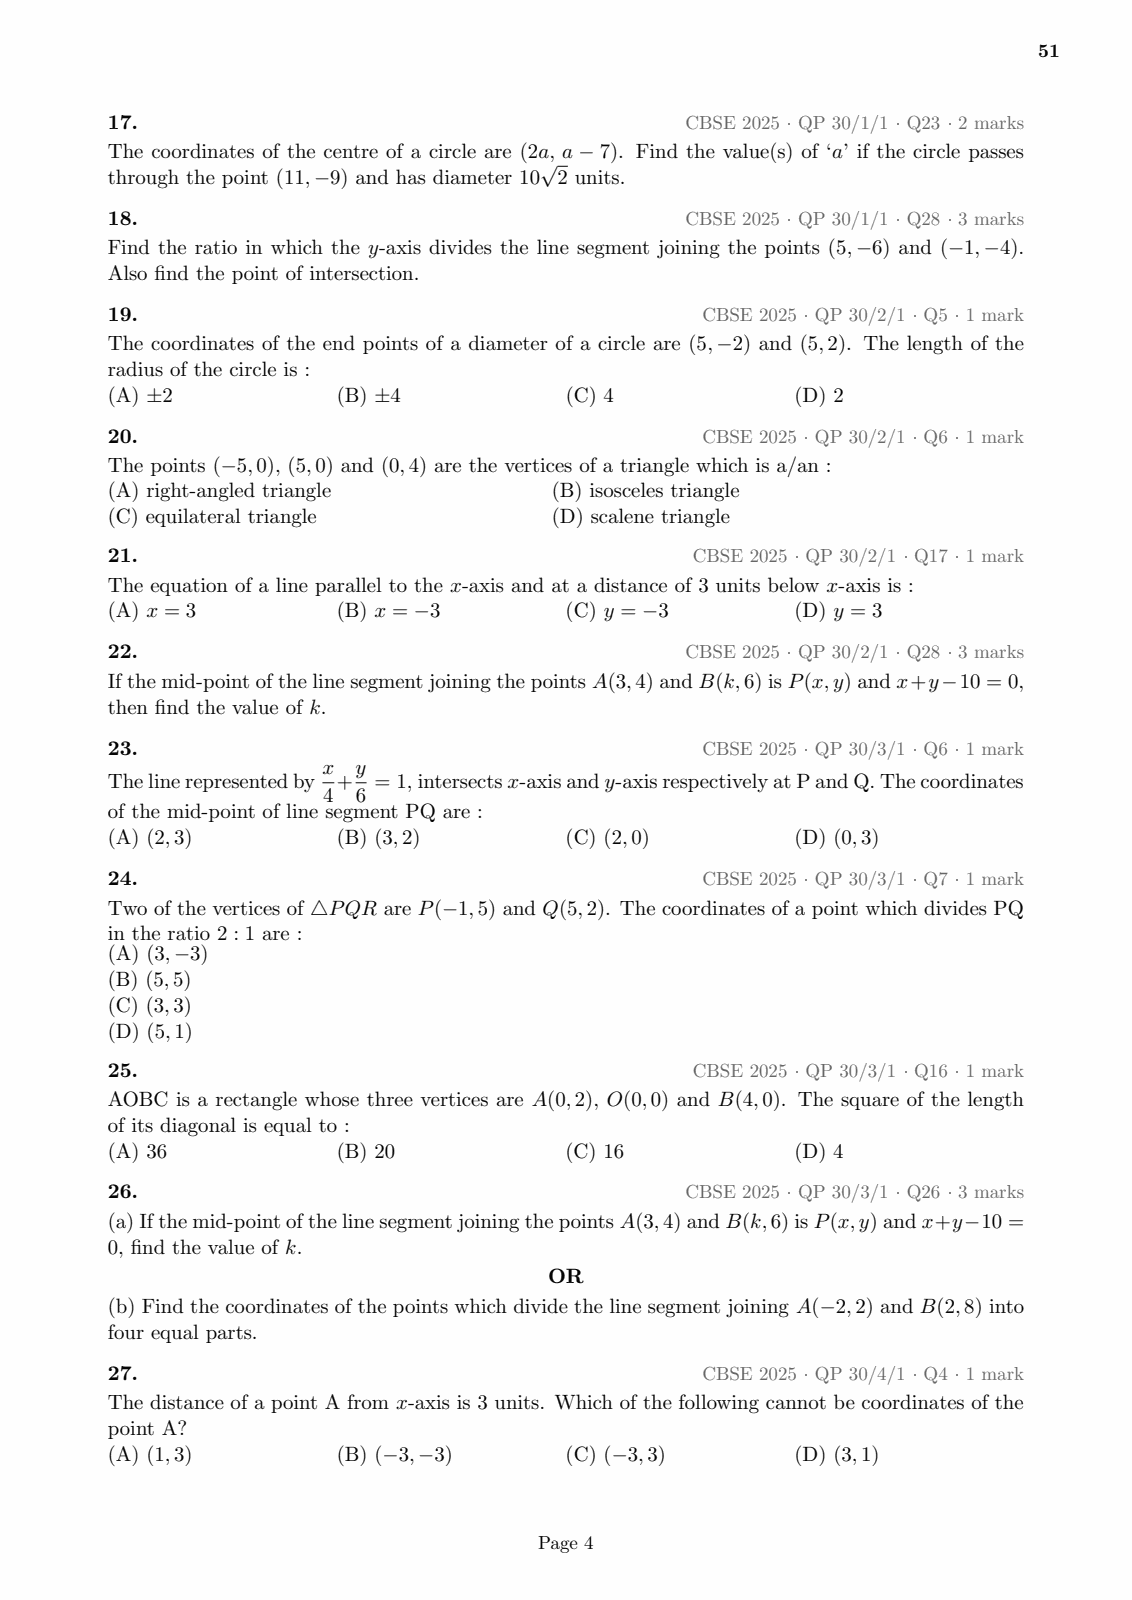 51
17. CBSE 2025 · QP 30/1/1 · Q23 · 2 marks
The coordinates of the centre of a circle are (2a, a − 7). Find the value(s) of ‘a’ if the circle passes
through the point (11, −9) and has diameter 10√2 units.
18. CBSE 2025 · QP 30/1/1 · Q28 · 3 marks
Find the ratio in which the y-axis divides the line segment joining the points (5, −6) and (−1, −4).
Also find the point of intersection.
19. CBSE 2025 · QP 30/2/1 · Q5 · 1 mark
The coordinates of the end points of a diameter of a circle are (5, −2) and (5, 2). The length of the
radius of the circle is :
(A) ±2 (B) ±4 (C) 4 (D) 2
20. CBSE 2025 · QP 30/2/1 · Q6 · 1 mark
The points (−5, 0), (5, 0) and (0, 4) are the vertices of a triangle which is a/an :
(A) right-angled triangle (B) isosceles triangle
(C) equilateral triangle (D) scalene triangle
21. CBSE 2025 · QP 30/2/1 · Q17 · 1 mark
The equation of a line parallel to the x-axis and at a distance of 3 units below x-axis is :
(A) x = 3 (B) x = −3 (C) y = −3 (D) y = 3
22. CBSE 2025 · QP 30/2/1 · Q28 · 3 marks
If the mid-point of the line segment joining the points A(3, 4) and B(k, 6) is P(x, y) and x+y−10 = 0,
then find the value of k.
23. CBSE 2025 · QP 30/3/1 · Q6 · 1 mark
The line represented by x/4 + y/6 = 1, intersects x-axis and y-axis respectively at P and Q. The coordinates
of the mid-point of line segment PQ are :
(A) (2, 3) (B) (3, 2) (C) (2, 0) (D) (0, 3)
24. CBSE 2025 · QP 30/3/1 · Q7 · 1 mark
Two of the vertices of △PQR are P(−1, 5) and Q(5, 2). The coordinates of a point which divides PQ
in the ratio 2 : 1 are :
(A) (3, −3)
(B) (5, 5)
(C) (3, 3)
(D) (5, 1)
25. CBSE 2025 · QP 30/3/1 · Q16 · 1 mark
AOBC is a rectangle whose three vertices are A(0, 2), O(0, 0) and B(4, 0). The square of the length
of its diagonal is equal to :
(A) 36 (B) 20 (C) 16 (D) 4
26. CBSE 2025 · QP 30/3/1 · Q26 · 3 marks
(a) If the mid-point of the line segment joining the points A(3, 4) and B(k, 6) is P(x, y) and x+y−10 =
0, find the value of k.
OR
(b) Find the coordinates of the points which divide the line segment joining A(−2, 2) and B(2, 8) into
four equal parts.
27. CBSE 2025 · QP 30/4/1 · Q4 · 1 mark
The distance of a point A from x-axis is 3 units. Which of the following cannot be coordinates of the
point A?
(A) (1, 3) (B) (−3, −3) (C) (−3, 3) (D) (3, 1)
Page 4